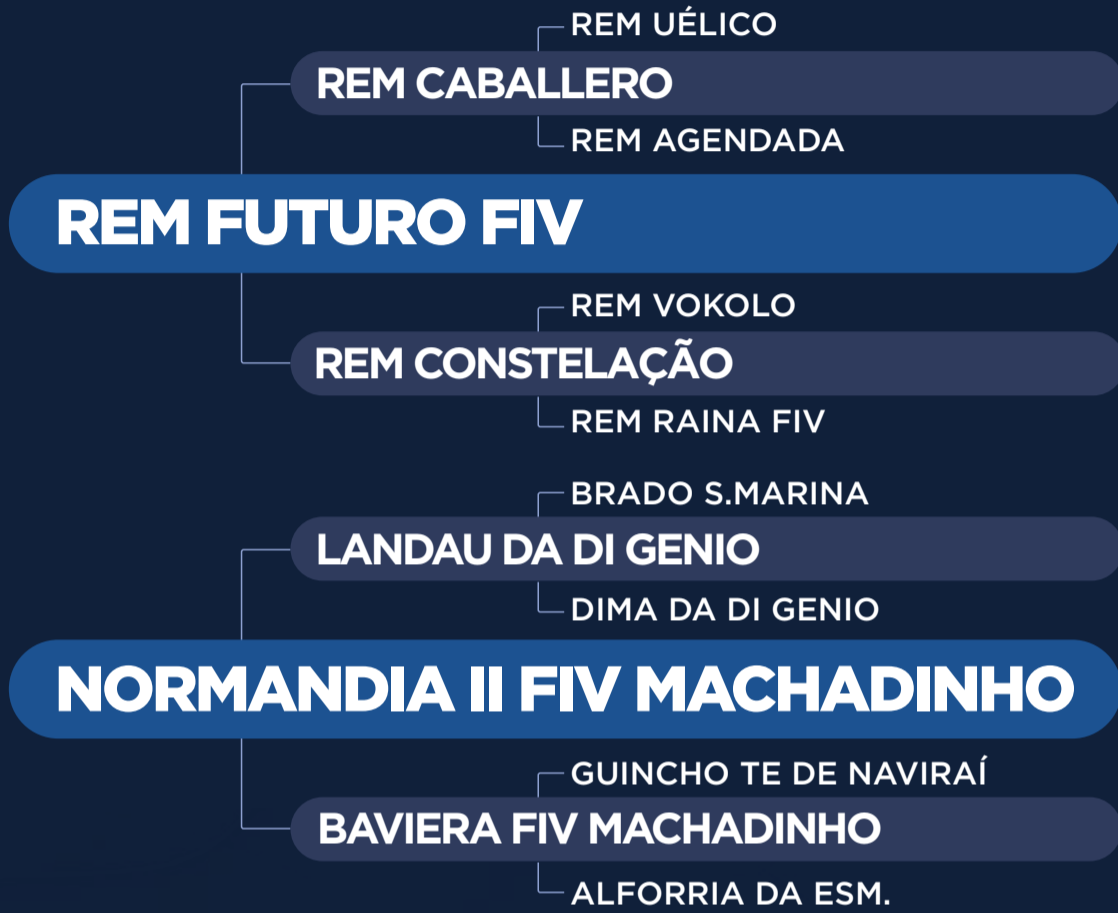 REM UÉLICO
REM CABALLERO
REM AGENDADA
REM FUTURO FIV
REM VOKOLO
REM CONSTELAÇÃO
REM RAINA FIV
BRADO S.MARINA
LANDAU DA DI GENIO
DIMA DA DI GENIO
NORMANDIA II FIV MACHADINHO
GUINCHO TE DE NAVIRAÍ
BAVIERA FIV MACHADINHO
ALFORRIA DA ESM.